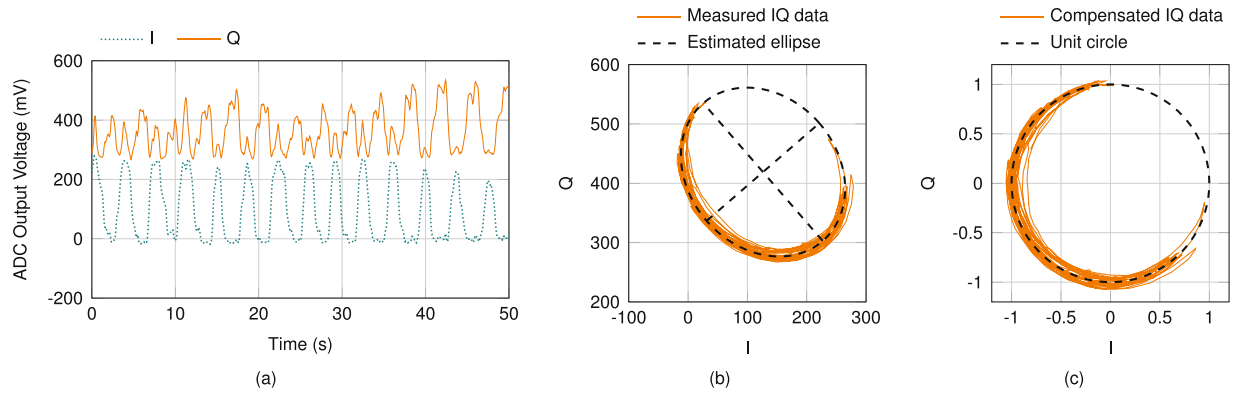 I Q
ADC Output Voltage (mV)
600
400
200
0
-200
0 10 20 30 40 50
Time (s)
(a)
Measured IQ data
Estimated ellipse
Q
600
500
400
300
200
-100 0 100 200 300
I
(b)
Compensated IQ data
Unit circle
Q
1
0.5
0
-0.5
-1
-1 -0.5 0 0.5 1
I
(c)